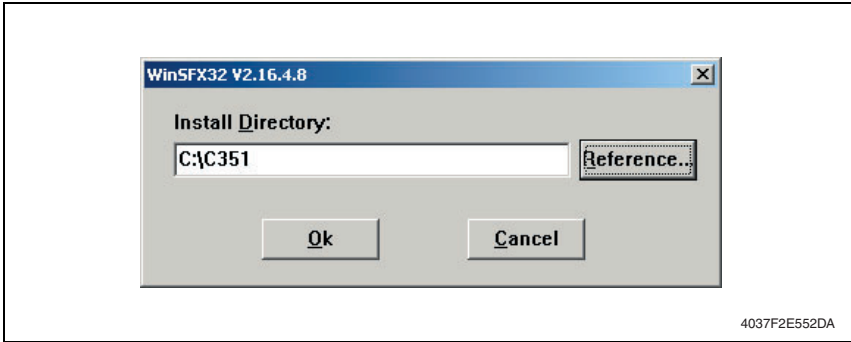 WinSFX32 V2.16.4.8
Install Directory:
C:\C351
Reference...
Ok
Cancel
4037F2E552DA